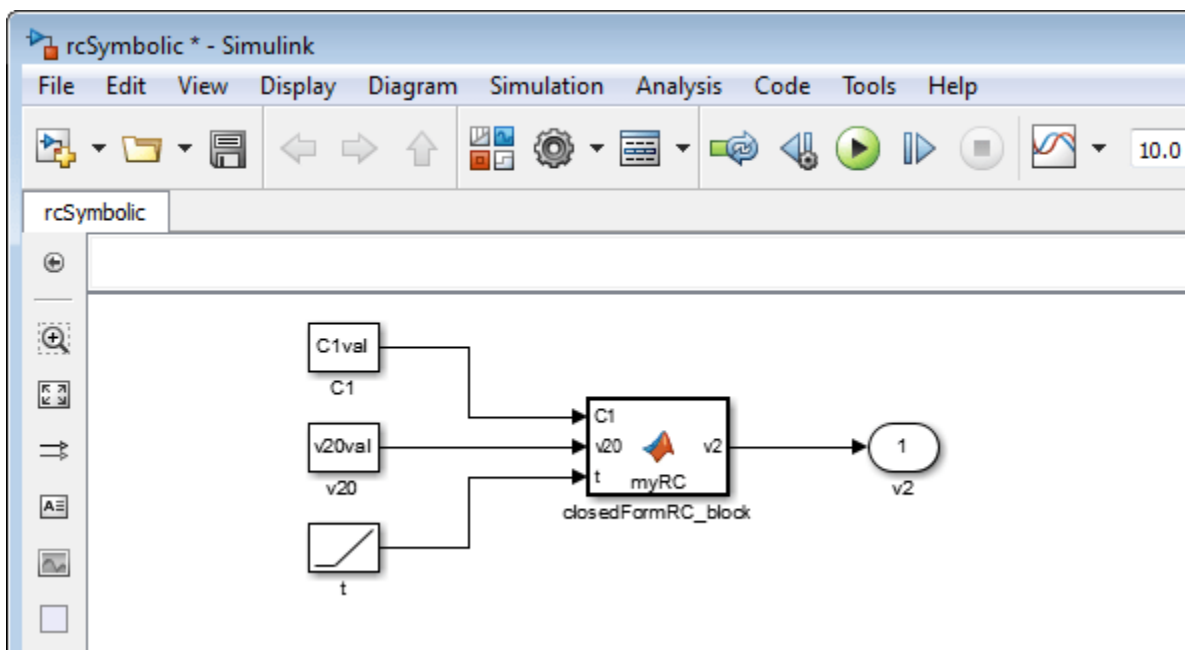 rcSymbolic * - Simulink
File Edit View Display Diagram Simulation Analysis Code Tools Help
10.0
rcSymbolic
A
C1val
C1
v20val
v20
t
C1
v20
t
v2
myRC
closedFormRC_block
1
v2